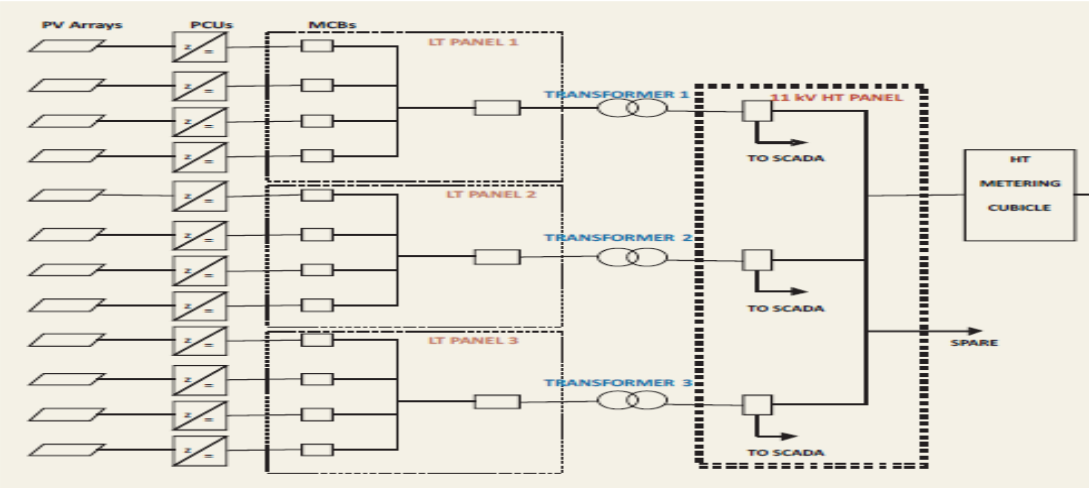 PV Arrays
PCUs
MCBs
LT PANEL 1
TRANSFORMER 1
11 kV HT PANEL
TO SCADA
HT
METERING
CUBICLE
LT PANEL 2
TRANSFORMER 2
TO SCADA
SPARE
LT PANEL 3
TRANSFORMER 3
TO SCADA
z =
z =
z =
z =
z =
z =
z =
z =
z =
z =
z =
z =